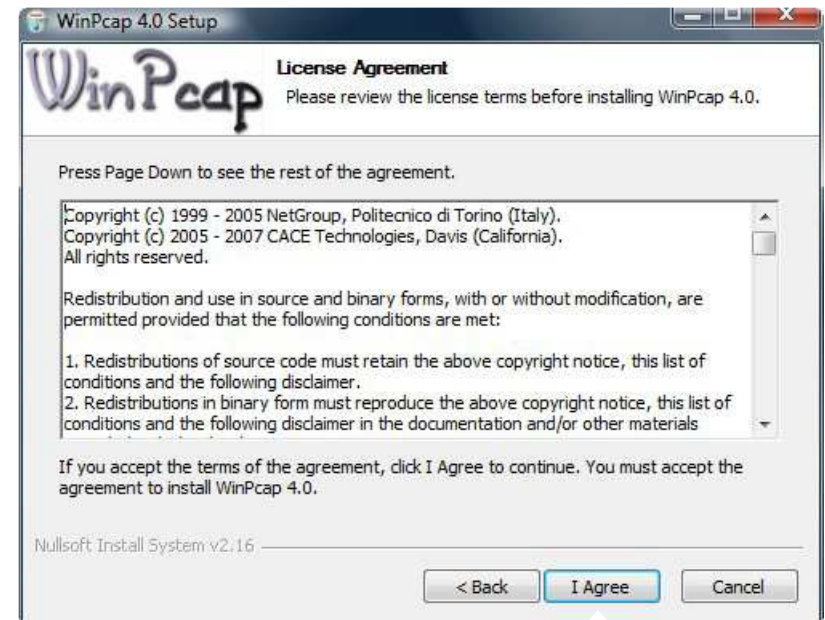 WinPcap 4.0 Setup
WinPcap
License Agreement
Please review the license terms before installing WinPcap 4.0.
Press Page Down to see the rest of the agreement.
Copyright (c) 1999 - 2005 NetGroup, Politecnico di Torino (Italy).
Copyright (c) 2005 - 2007 CACE Technologies, Davis (California).
All rights reserved.
Redistribution and use in source and binary forms, with or without modification, are
permitted provided that the following conditions are met:
1. Redistributions of source code must retain the above copyright notice, this list of
conditions and the following disclaimer.
2. Redistributions in binary form must reproduce the above copyright notice, this list of
conditions and the following disclaimer in the documentation and/or other materials
If you accept the terms of the agreement, click I Agree to continue. You must accept the
agreement to install WinPcap 4.0.
Nullsoft Install System v2.16
< Back I Agree Cancel